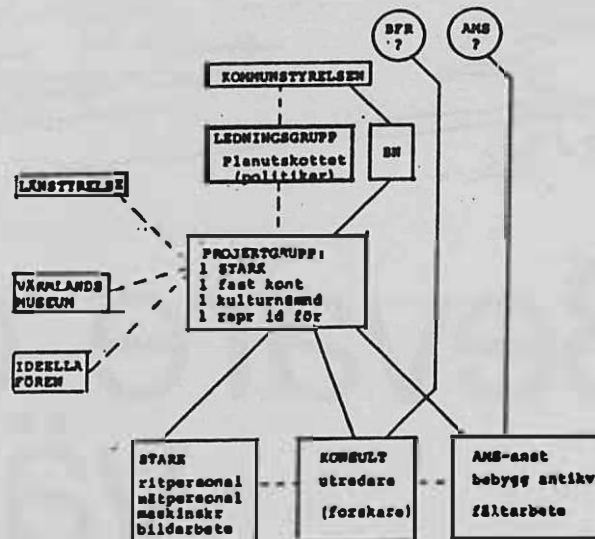 BFR
?
AMS
?
KOMMUNSTYRELSEN
LEDNINGSGRUPP
Planutskottet
(politiker)
BN
LÄNSTYRELSE
VÄRMLANDS
MUSEUM
IDEELLA
FÖREN
PROJEKTGRUPP:
1 STARK
1 fast kont
1 kulturnämnd
1 repr id för
STARK
ritpersonal
mätpersonal
maskinskr
bildarbete
KONSULT
utredare
(forskare)
AMS-anst
bebygg antikv
fältarbete